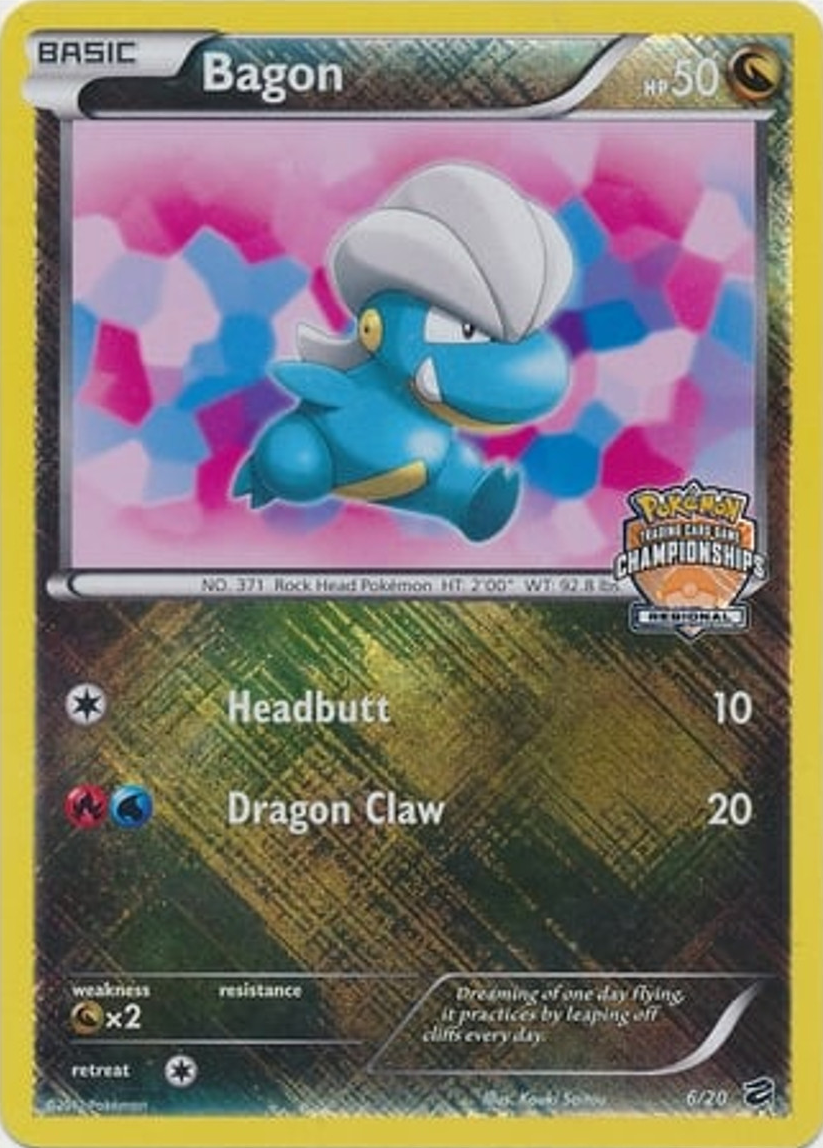 BASIC
Bagon
HP 50
POKéMON
TRADING CARD GAME
CHAMPIONSHIPS
REGIONAL
NO. 371 Rock Head Pokémon HT: 2'00" WT: 92.8 lbs.
Headbutt 10
Dragon Claw 20
weakness resistance
×2
Dreaming of one day flying,
it practices by leaping off
cliffs every day.
retreat
Illus. Kouki Saitou 6/20